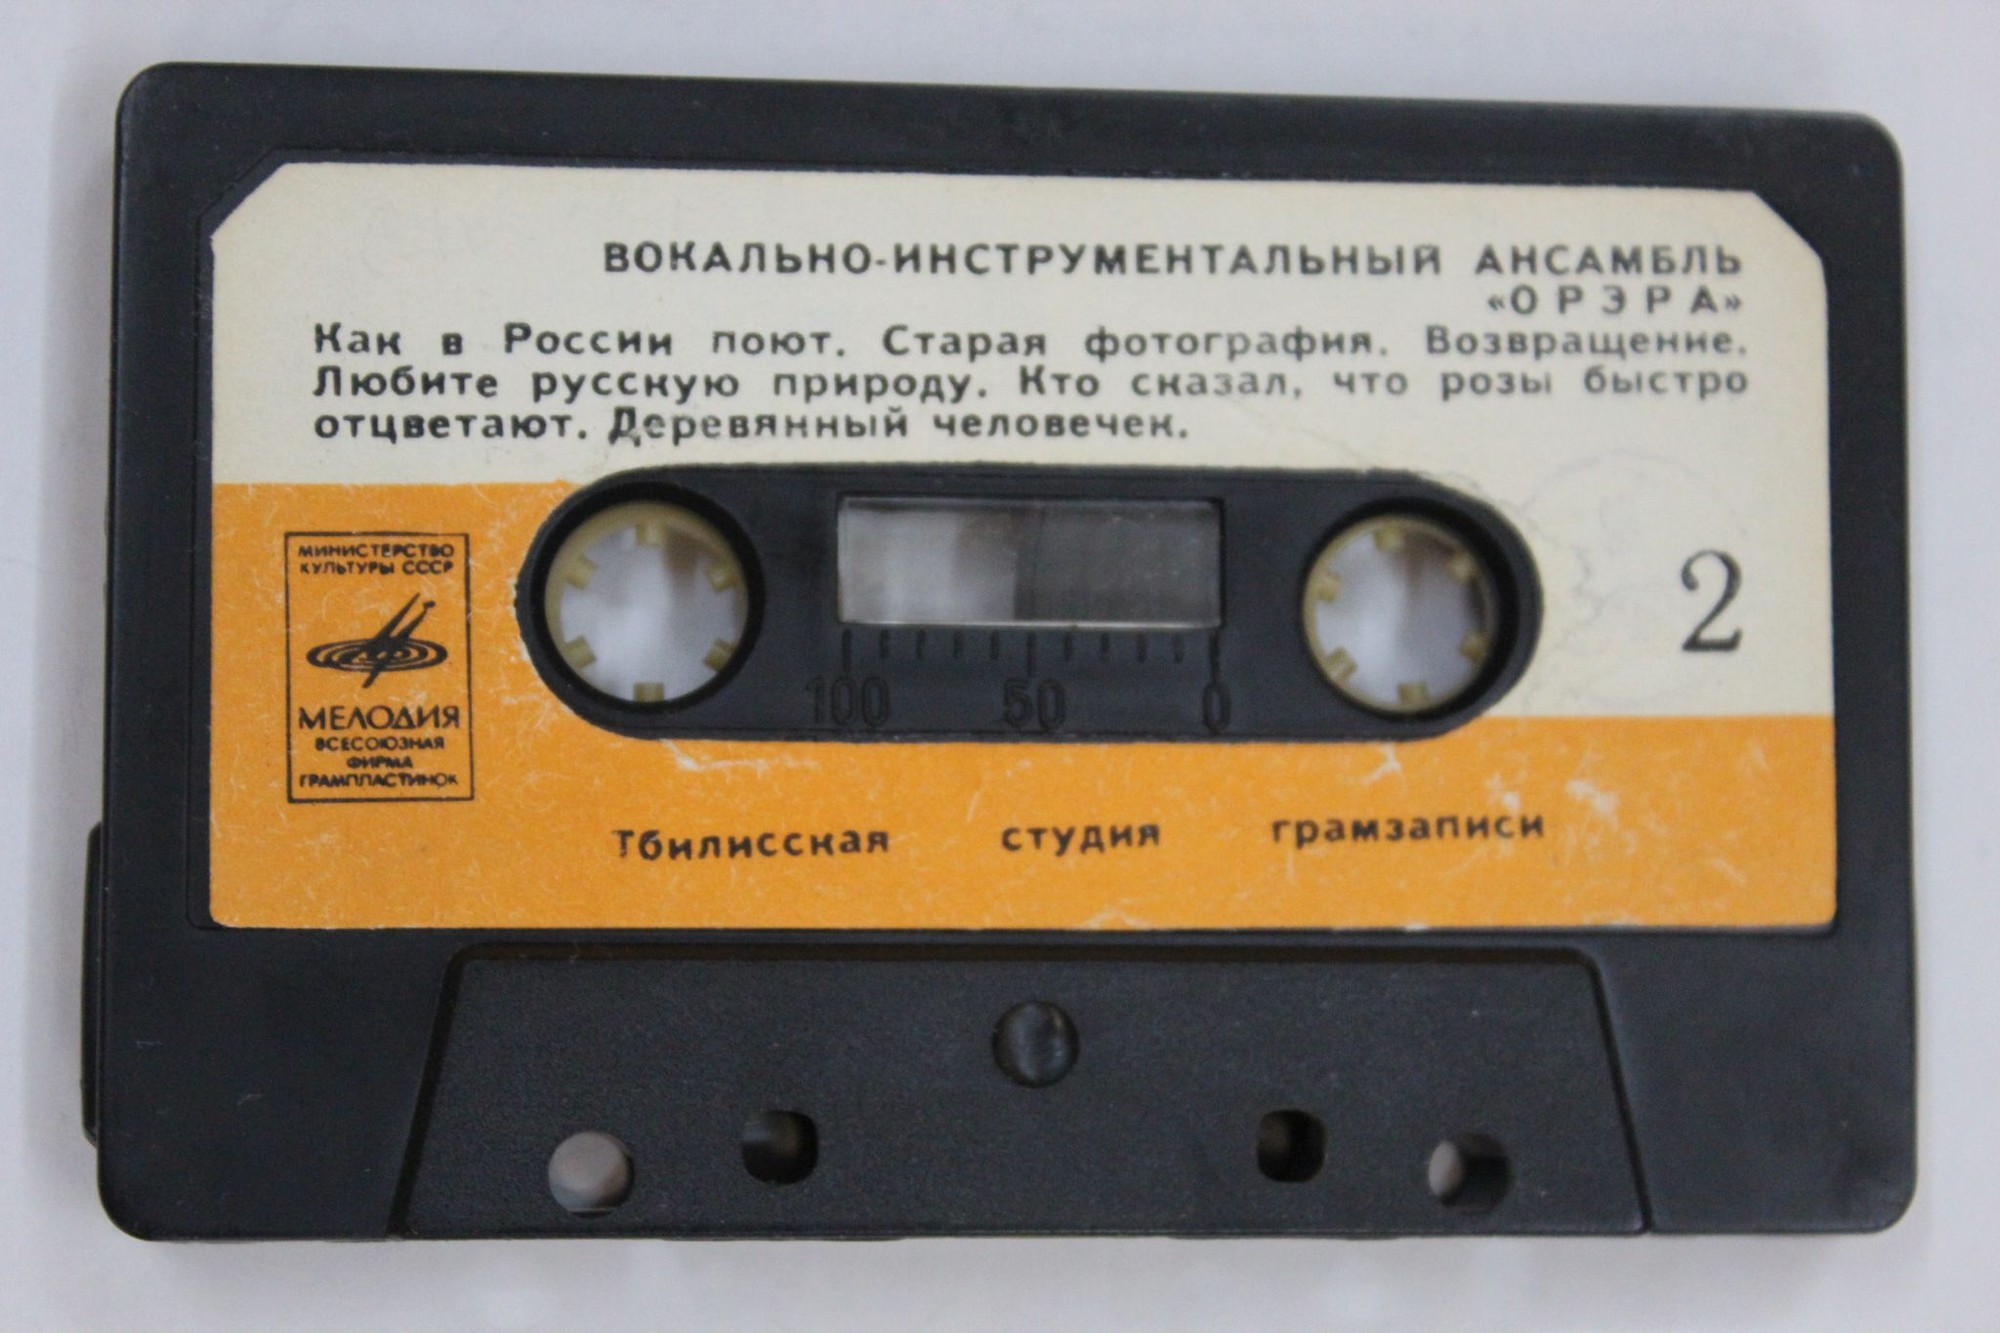 ВОКАЛЬНО-ИНСТРУМЕНТАЛЬНЫЙ АНСАМБЛЬ
«ОРЭРА»
Как в России поют. Старая фотография. Возвращение.
Любите русскую природу. Кто сказал, что розы быстро
отцветают. Деревянный человечек.
МИНИСТЕРСТВО
КУЛЬТУРЫ СССР
МЕЛОДИЯ
ВСЕСОЮЗНАЯ
ФИРМА
ГРАМПЛАСТИНОК
2
100 50 0
Тбилисская студия грамзаписи